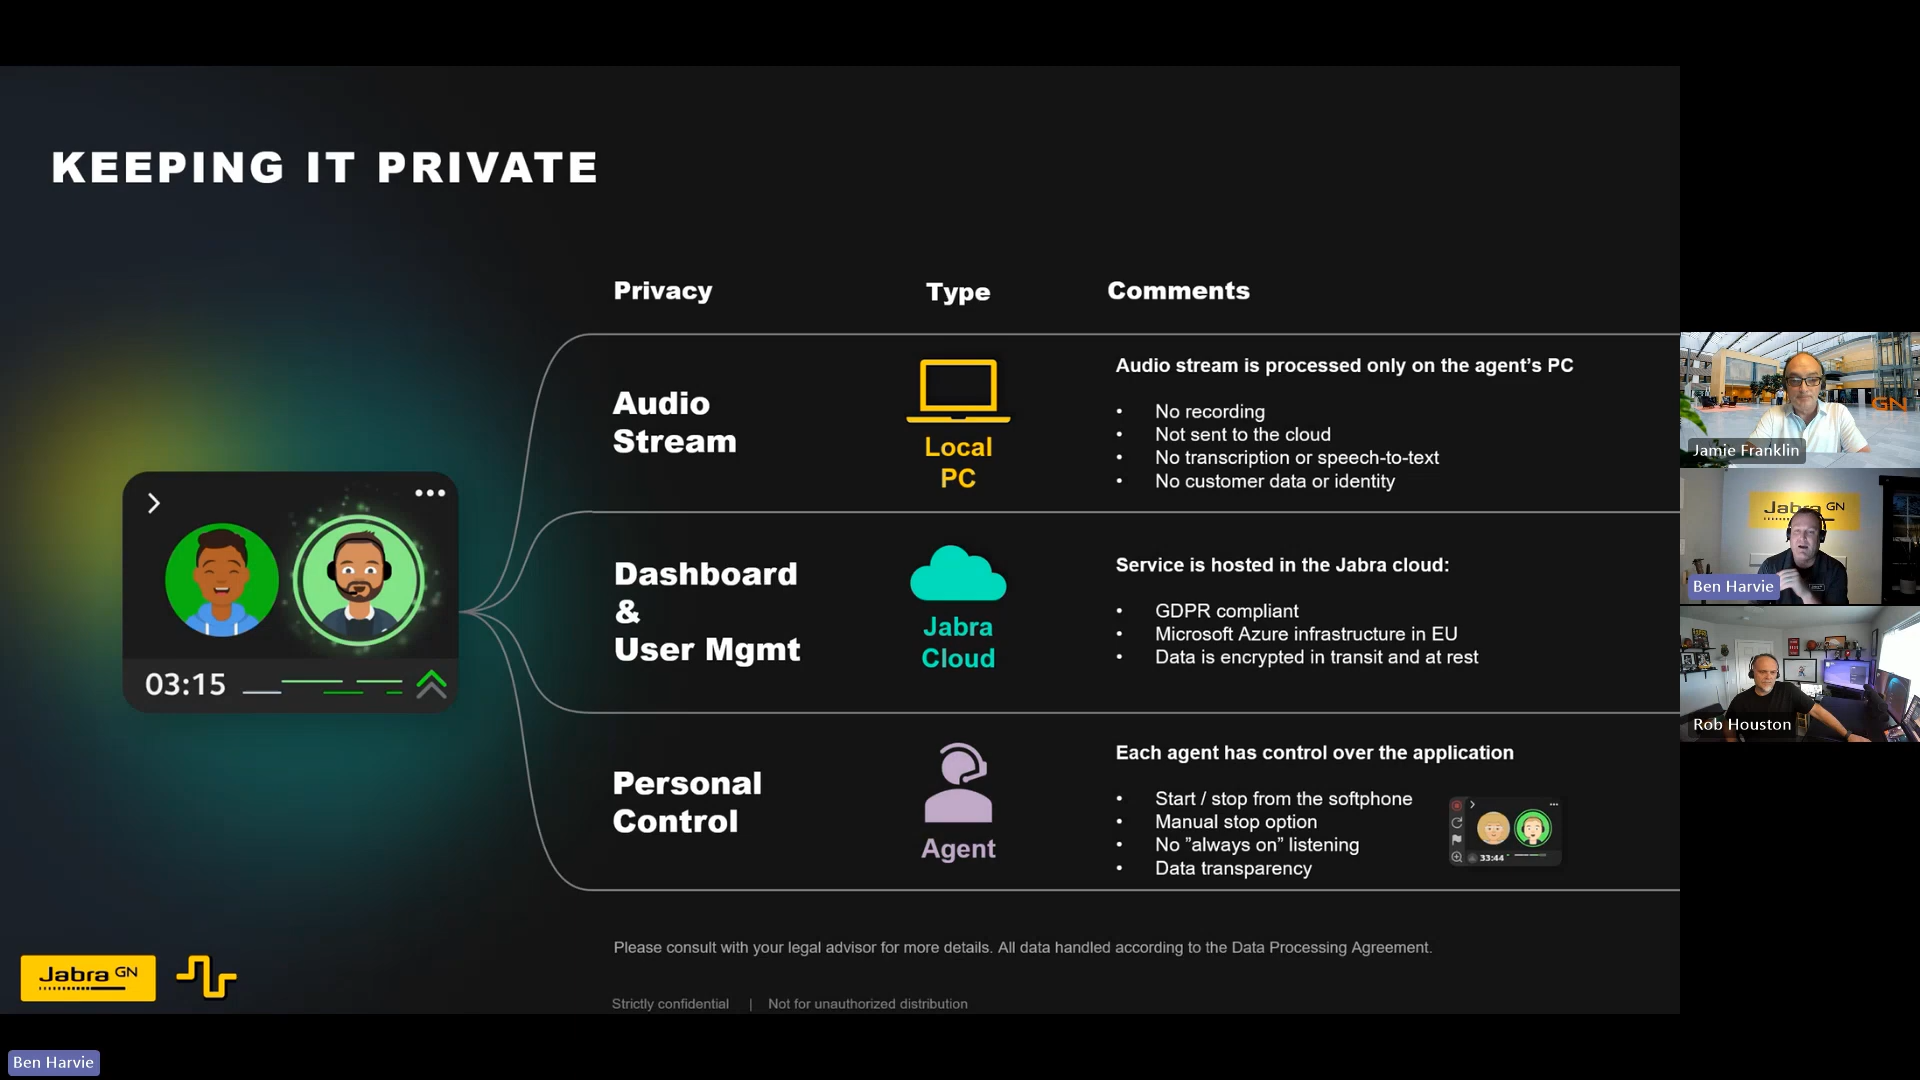 KEEPING IT PRIVATE
Privacy
Type
Comments
Audio
Stream
Local
PC
Audio stream is processed only on the agent's PC
• No recording
• Not sent to the cloud
• No transcription or speech-to-text
• No customer data or identity
Dashboard
&
User Mgmt
Jabra
Cloud
Service is hosted in the Jabra cloud:
• GDPR compliant
• Microsoft Azure infrastructure in EU
• Data is encrypted in transit and at rest
Personal
Control
Agent
Each agent has control over the application
• Start / stop from the softphone
• Manual stop option
• No ”always on” listening
• Data transparency
33:44
03:15
Please consult with your legal advisor for more details. All data handled according to the Data Processing Agreement.
Strictly confidential | Not for unauthorized distribution
Jabra GN
GN
Jamie Franklin
Jabra GN
Ben Harvie
Rob Houston
Ben Harvie